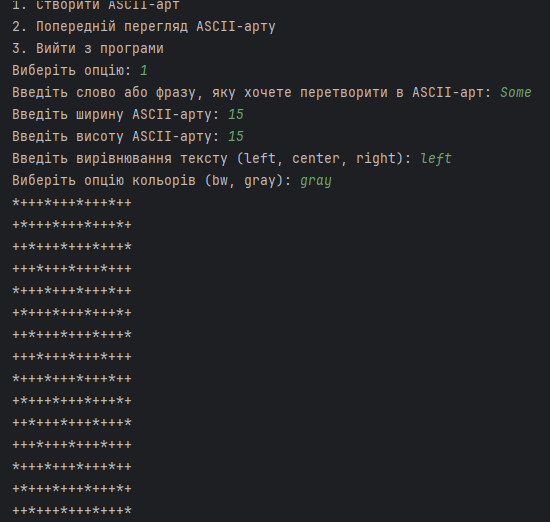 1. Створити ASCII-арт
2. Попередній перегляд ASCII-арту
3. Вийти з програми
Виберіть опцію: 1
Введіть слово або фразу, яку хочете перетворити в ASCII-арт: Some
Введіть ширину ASCII-арту: 15
Введіть висоту ASCII-арту: 15
Введіть вирівнювання тексту (left, center, right): left
Виберіть опцію кольорів (bw, gray): gray
*+++*+++*+++*++
+*+++*+++*+++*+
++*+++*+++*+++*
+++*+++*+++*+++
*+++*+++*+++*++
+*+++*+++*+++*+
++*+++*+++*+++*
+++*+++*+++*+++
*+++*+++*+++*++
+*+++*+++*+++*+
++*+++*+++*+++*
+++*+++*+++*+++
*+++*+++*+++*++
+*+++*+++*+++*+
++*+++*+++*+++*